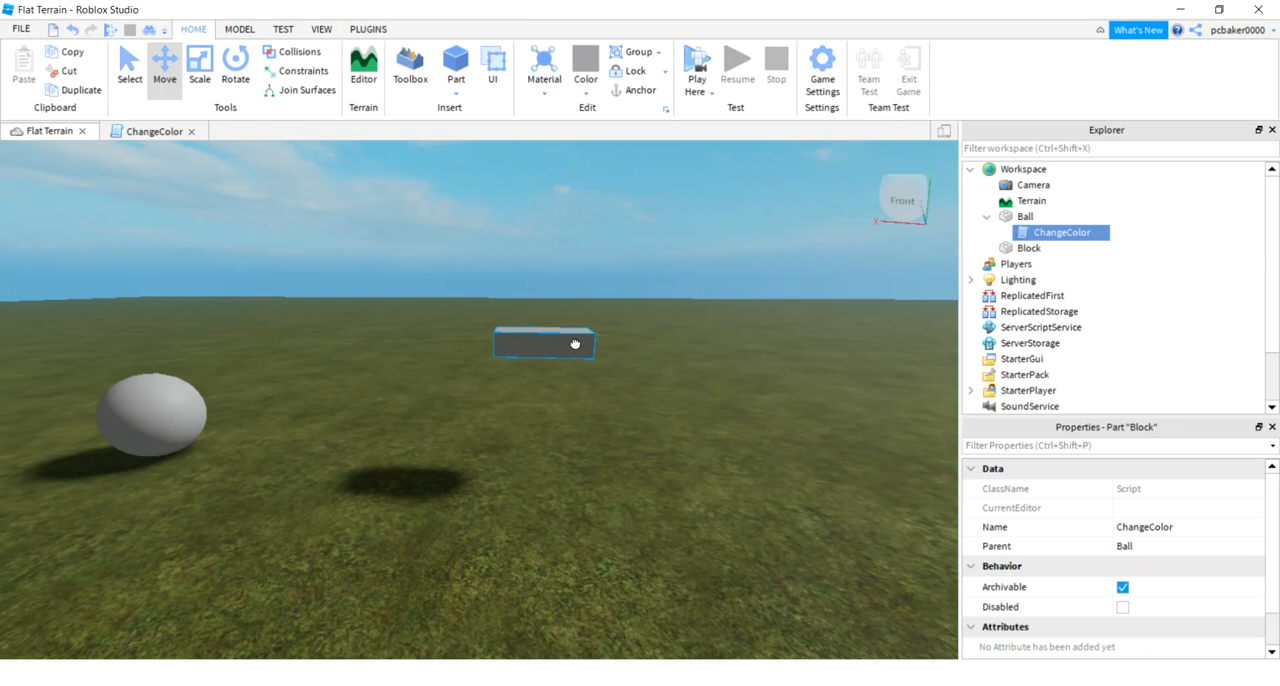 Flat Terrain - Roblox Studio
FILE HOME MODEL TEST VIEW PLUGINS What's New pcbaker0000
Paste Copy Cut Duplicate
Clipboard
Select Move Scale Rotate Collisions Constraints Join Surfaces
Tools
Editor
Terrain
Toolbox Part UI
Insert
Material Color Group Lock Anchor
Edit
Play Here Resume Stop
Test
Game Settings
Settings
Team Test Exit Game
Team Test
Flat Terrain ChangeColor
Front
X
Explorer
Filter workspace (Ctrl+Shift+X)
Workspace
Camera
Terrain
Ball
ChangeColor
Block
Players
Lighting
ReplicatedFirst
ReplicatedStorage
ServerScriptService
ServerStorage
StarterGui
StarterPack
StarterPlayer
SoundService
Properties - Part "Block"
Filter Properties (Ctrl+Shift+P)
Data
ClassName Script
CurrentEditor
Name ChangeColor
Parent Ball
Behavior
Archivable
Disabled
Attributes
No Attribute has been added yet